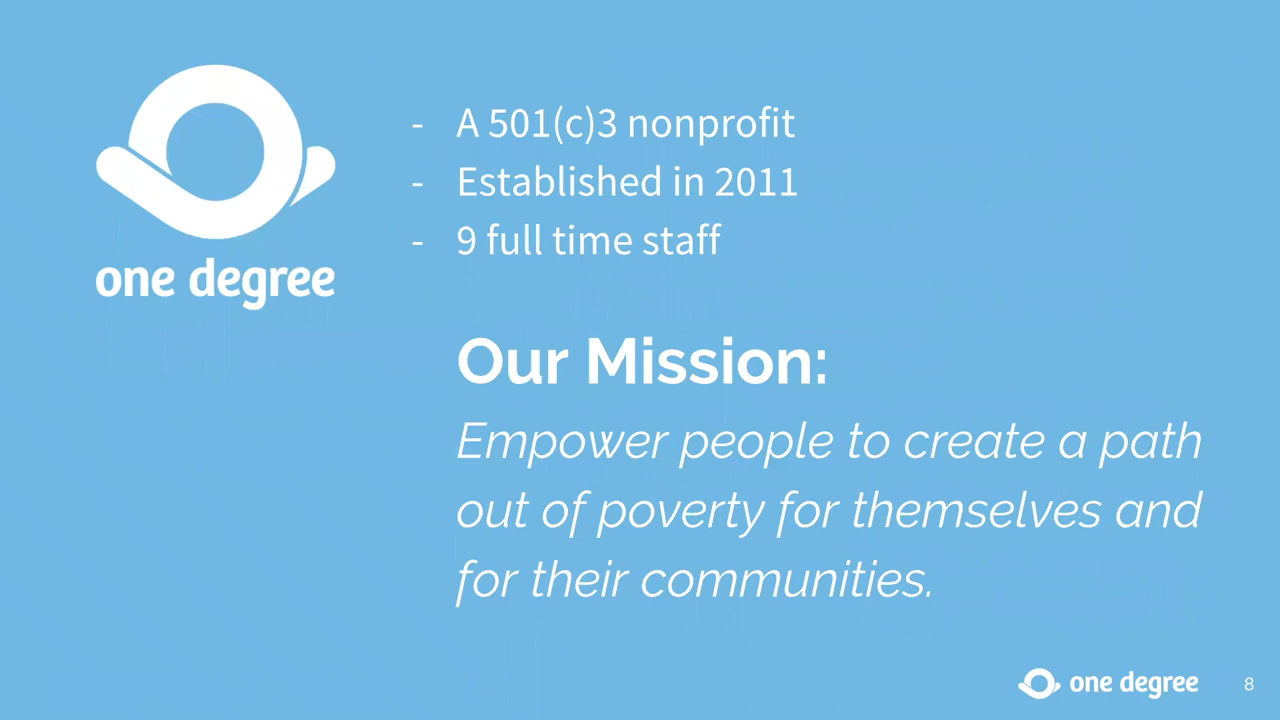 one degree
- A 501(c)3 nonprofit
- Established in 2011
- 9 full time staff
Our Mission:
Empower people to create a path
out of poverty for themselves and
for their communities.
one degree 8